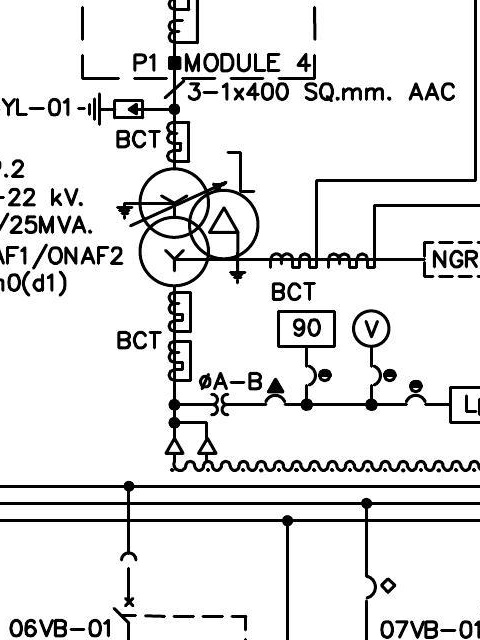 P1 MODULE 4
3-1x400 SQ.mm. AAC
YL-01
BCT
P.2
-22 kV.
/25MVA.
AF1/ONAF2
n0(d1)
NGR
BCT
90
V
BCT
øA-B
06VB-01
07VB-01